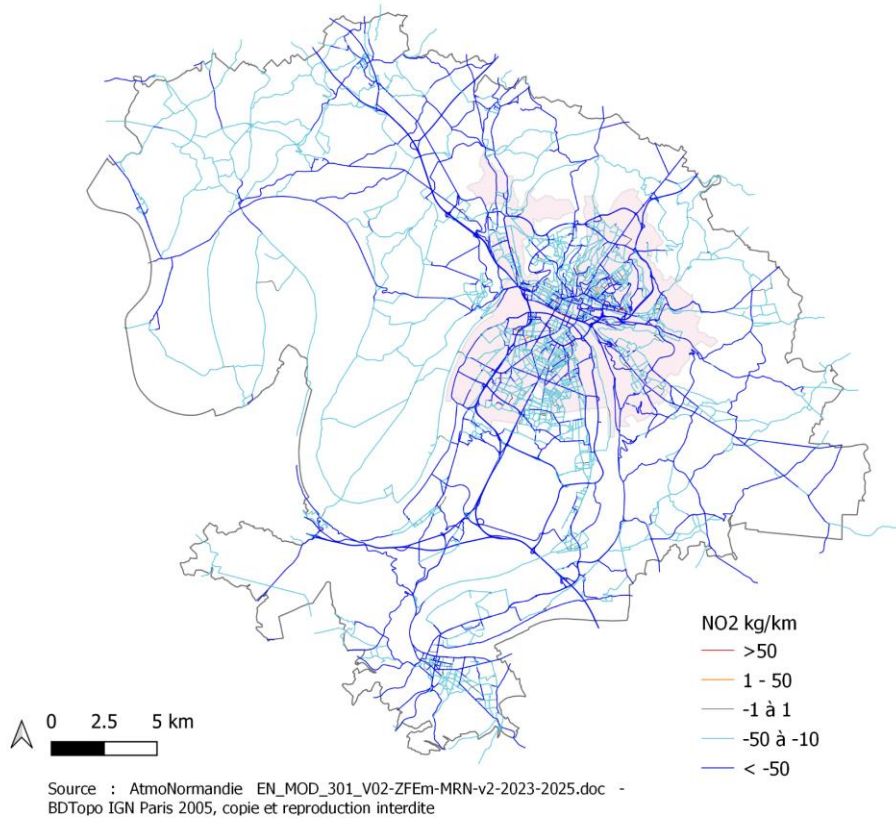 NO2 kg/km
>50
1 - 50
-1 à 1
-50 à -10
< -50
0 2.5 5 km
Source : AtmoNormandie EN_MOD_301_V02-ZFEm-MRN-v2-2023-2025.doc -
BDTopo IGN Paris 2005, copie et reproduction interdite